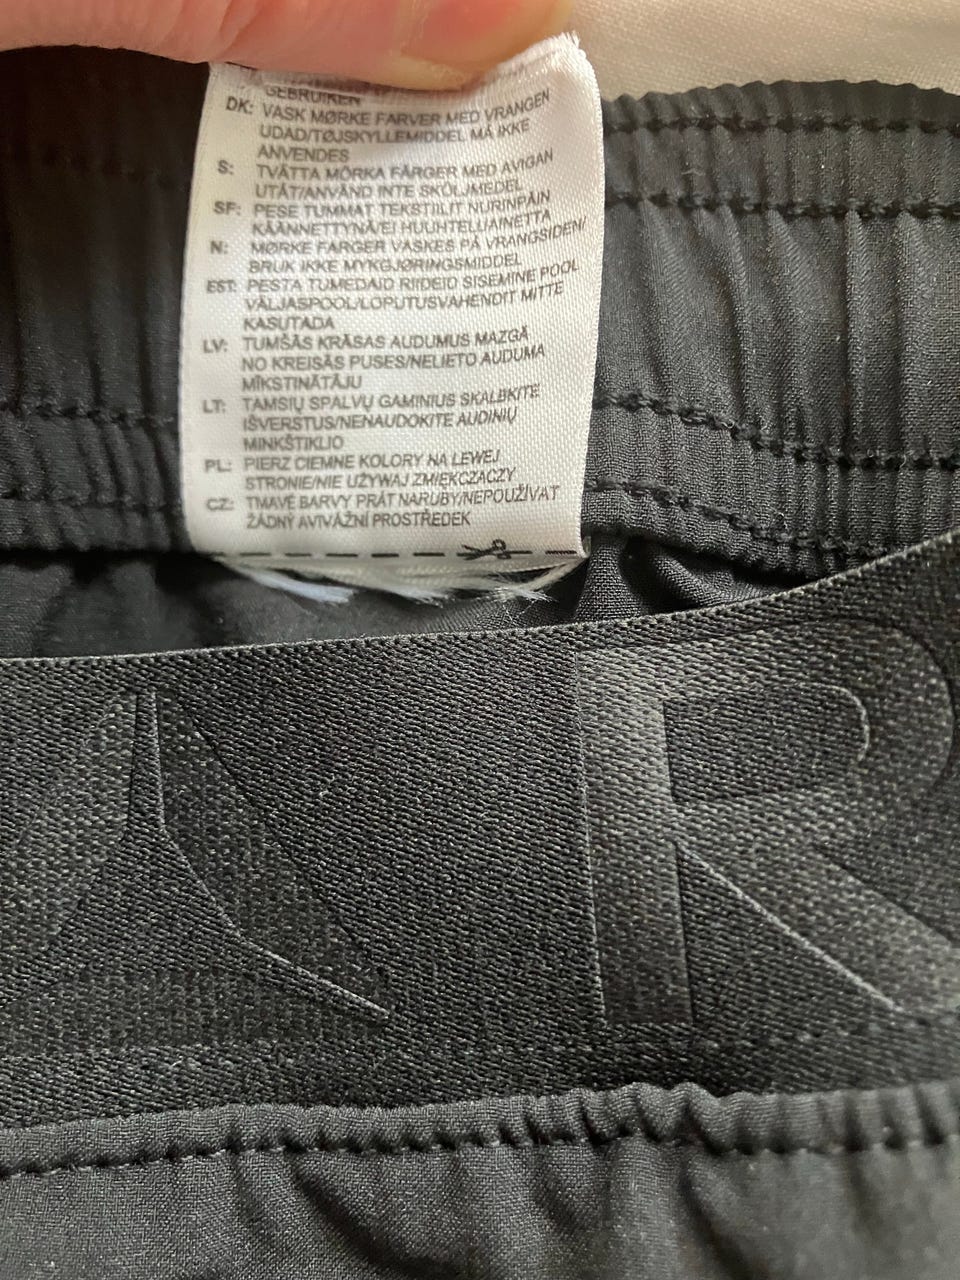 GEBRUIKEN
DK: VASK MØRKE FARVER MED VRANGEN
UDAD/TØJSKYLLEMIDDEL MÅ IKKE
ANVENDES
S: TVÄTTA MÖRKA FÄRGER MED AVIGAN
UTÅT/ANVÄND INTE SKÖLJMEDEL
SF: PESE TUMMAT TEKSTIILIT NURINPÄIN
KÄÄNNETTYNÄ/EI HUUHTELUAINETTA
N: MØRKE FARGER VASKES PÅ VRANGSIDEN/
BRUK IKKE MYKGJØRINGSMIDDEL
EST: PESTA TUMEDAID RIIDEID SISEMINE POOL
VÄLJASPOOL/LOPUTUSVAHENDIT MITTE
KASUTADA
LV: TUMŠĀS KRĀSAS AUDUMUS MAZGĀ
NO KREISĀS PUSES/NELIETO AUDUMA
MĪKSTINĀTĀJU
LT: TAMSIŲ SPALVŲ GAMINIUS SKALBKITE
IŠVERSTUS/NENAUDOKITE AUDINIŲ
MINKŠTIKLIO
PL: PIERZ CIEMNE KOLORY NA LEWEJ
STRONIE/NIE UŻYWAJ ZMIĘKCZACZY
CZ: TMAVÉ BARVY PRÁT NARUBY/NEPOUŽÍVAT
ŽÁDNÝ AVIVÁŽNÍ PROSTŘEDEK
R